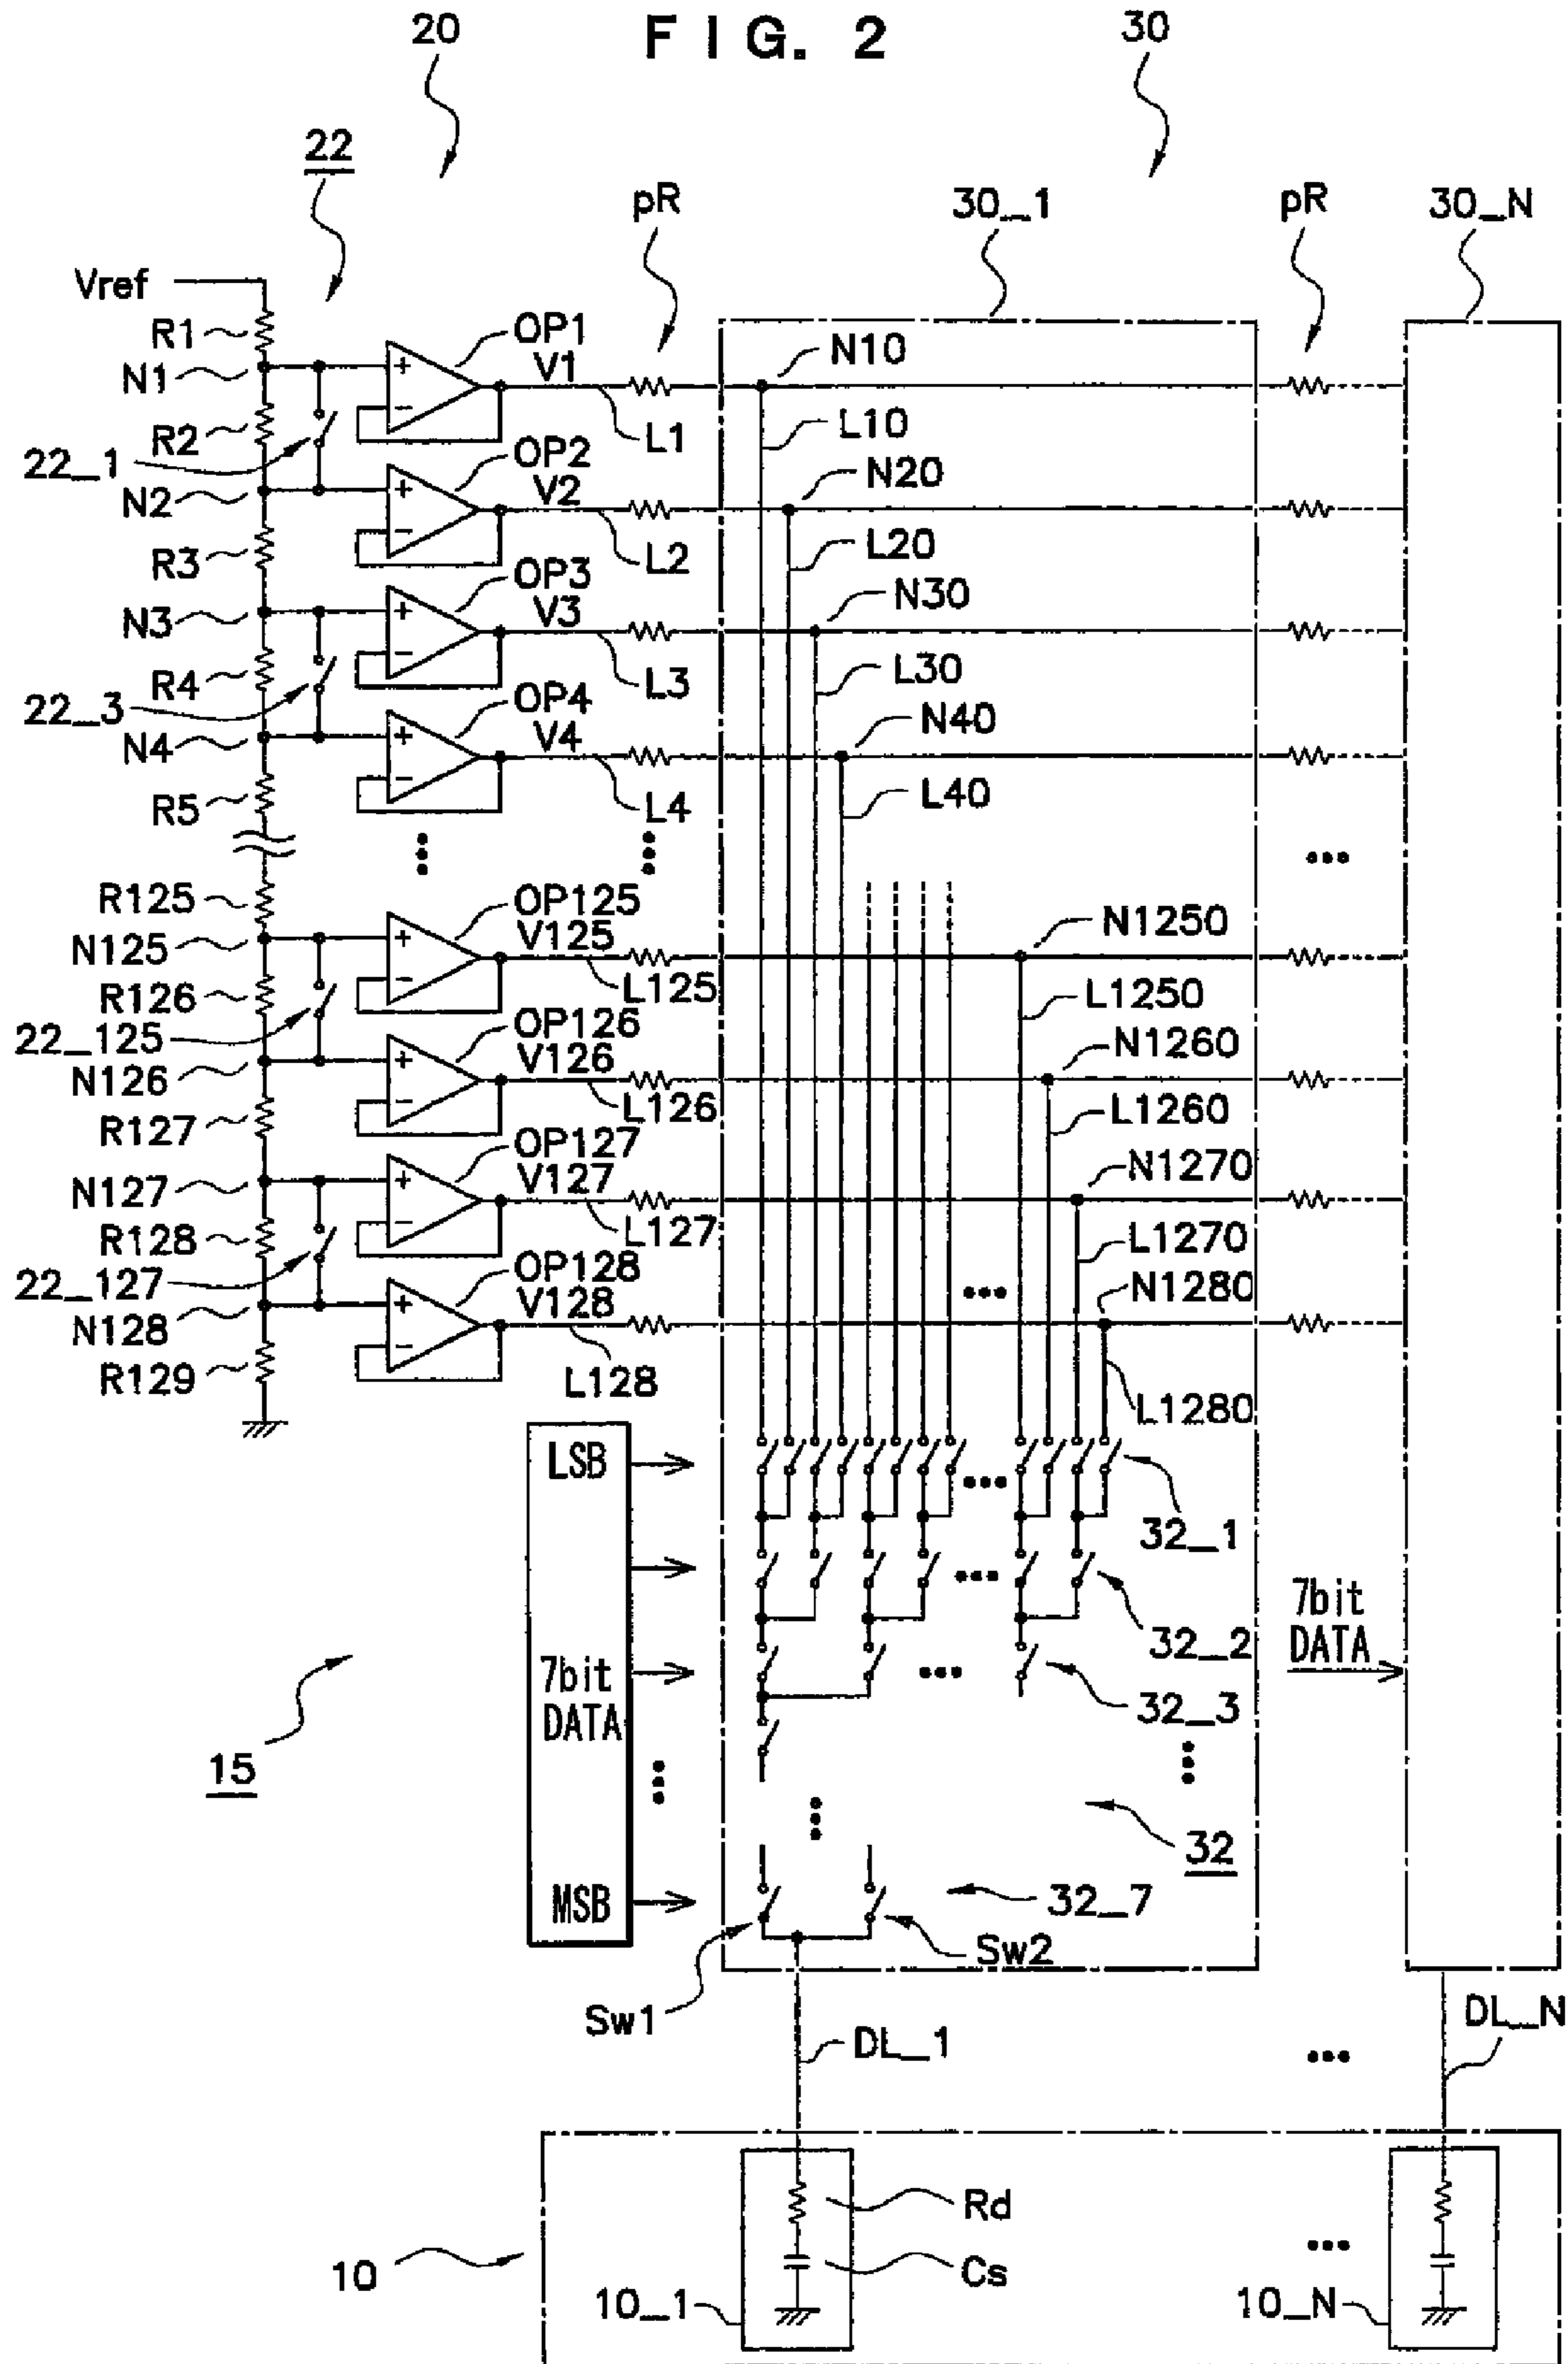 FIG. 2
20
30
22
pR
30_1
pR
30_N
Vref
R1
OP1
V1
N10
N1
R2
L1
L10
22_1
OP2
V2
N20
N2
R3
L2
L20
OP3
V3
N30
N3
R4
L3
L30
22_3
OP4
V4
N40
N4
R5
L4
L40
R125
OP125
V125
N1250
N125
R126
L125
L1250
22_125
OP126
V126
N1260
N126
R127
L126
L1260
OP127
V127
N1270
N127
R128
L127
L1270
22_127
OP128
V128
N1280
N128
R129
L128
L1280
LSB
32_1
7bit
DATA
32_2
7bit
DATA
32_3
15
32
MSB
32_7
Sw2
Sw1
DL_1
DL_N
Rd
10
Cs
10_1
10_N